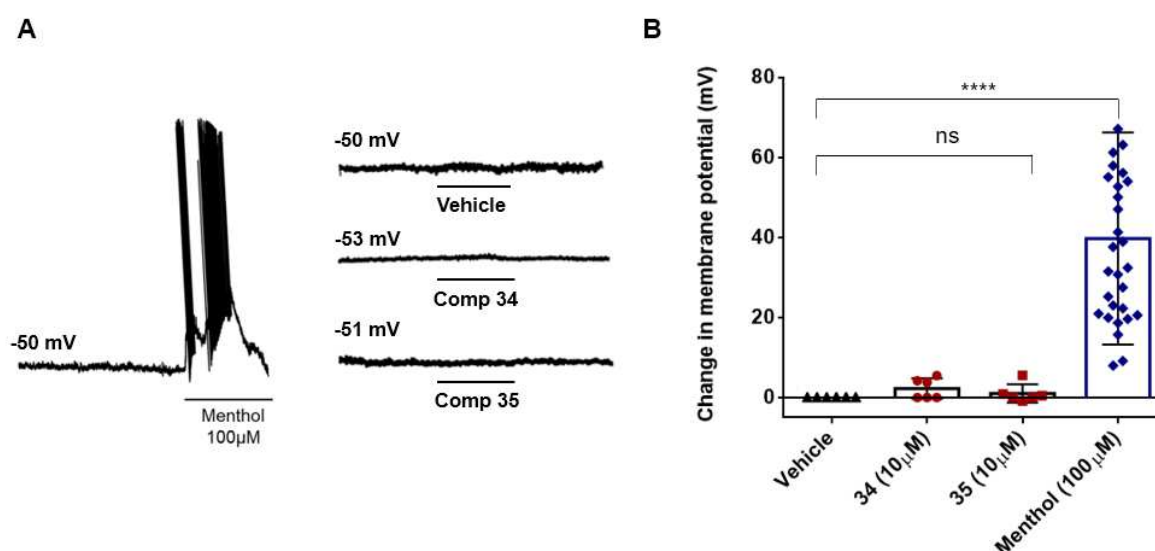 A
-50 mV
Menthol
100µM
-50 mV
Vehicle
-53 mV
Comp 34
-51 mV
Comp 35
B
Change in membrane potential (mV)
80
60
40
20
0
****
ns
Vehicle
34 (10µM)
35 (10µM)
Menthol (100 µM)